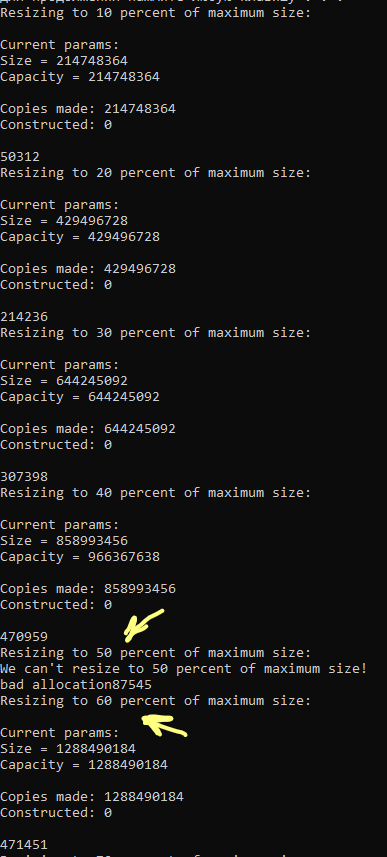 Resizing to 10 percent of maximum size:
Current params:
Size = 214748364
Capacity = 214748364
Copies made: 214748364
Constructed: 0
50312
Resizing to 20 percent of maximum size:
Current params:
Size = 429496728
Capacity = 429496728
Copies made: 429496728
Constructed: 0
214236
Resizing to 30 percent of maximum size:
Current params:
Size = 644245092
Capacity = 644245092
Copies made: 644245092
Constructed: 0
307398
Resizing to 40 percent of maximum size:
Current params:
Size = 858993456
Capacity = 966367638
Copies made: 858993456
Constructed: 0
470959
Resizing to 50 percent of maximum size:
We can't resize to 50 percent of maximum size!
bad allocation87545
Resizing to 60 percent of maximum size:
Current params:
Size = 1288490184
Capacity = 1288490184
Copies made: 1288490184
Constructed: 0
471451